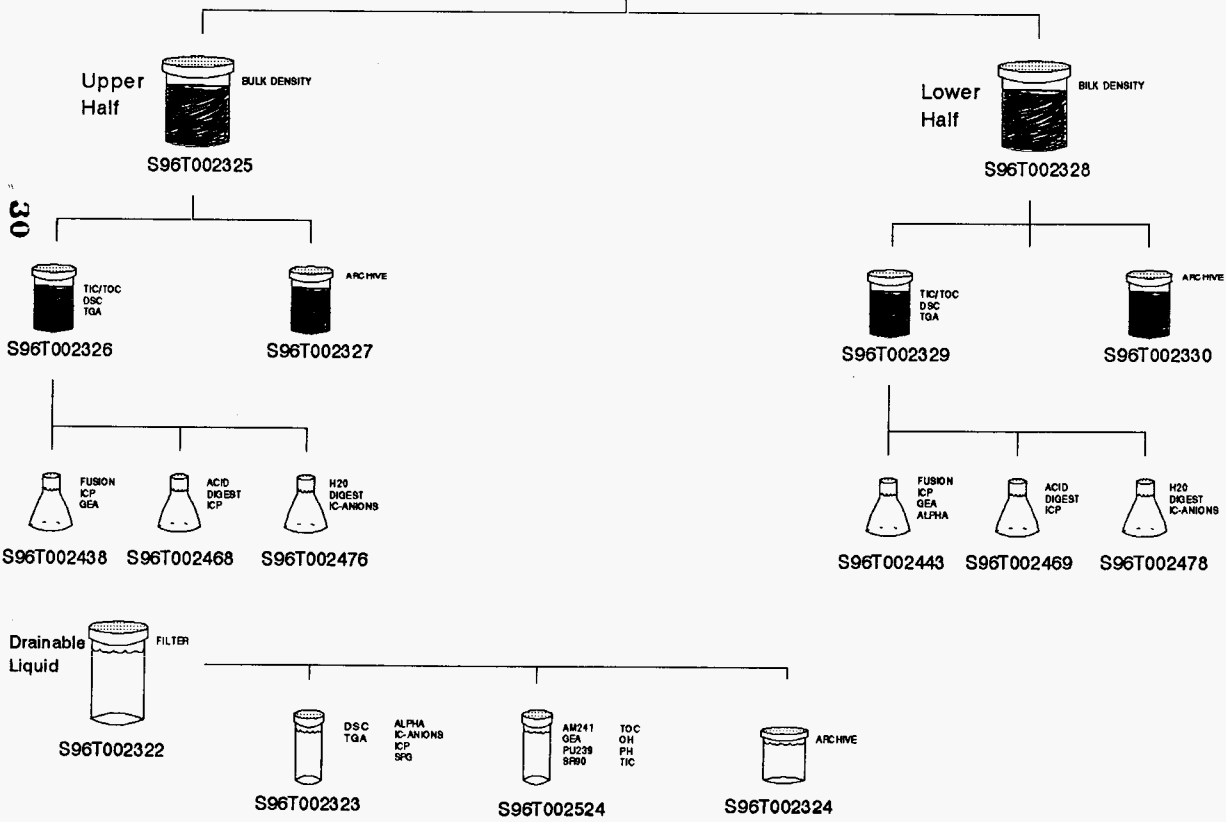 Upper
Half
BULK DENSITY
S96T002325
Lower
Half
BILK DENSITY
S96T002328
30
TIC/TOC
DSC
TGA
S96T002326
ARCHIVE
S96T002327
TIC/TOC
DSC
TGA
S96T002329
ARCHIVE
S96T002330
FUSION
ICP
GEA
S96T002438
ACID
DIGEST
ICP
S96T002468
H20
DIGEST
IC-ANIONS
S96T002476
FUSION
ICP
GEA
ALPHA
S96T002443
ACID
DIGEST
ICP
S96T002469
H20
DIGEST
IC-ANIONS
S96T002478
Drainable
Liquid
FILTER
S96T002322
DSC
TGA
ALPHA
IC-ANIONS
ICP
SPG
S96T002323
AM241
GEA
PU239
SR90
TOC
OH
PH
TIC
S96T002524
ARCHIVE
S96T002324